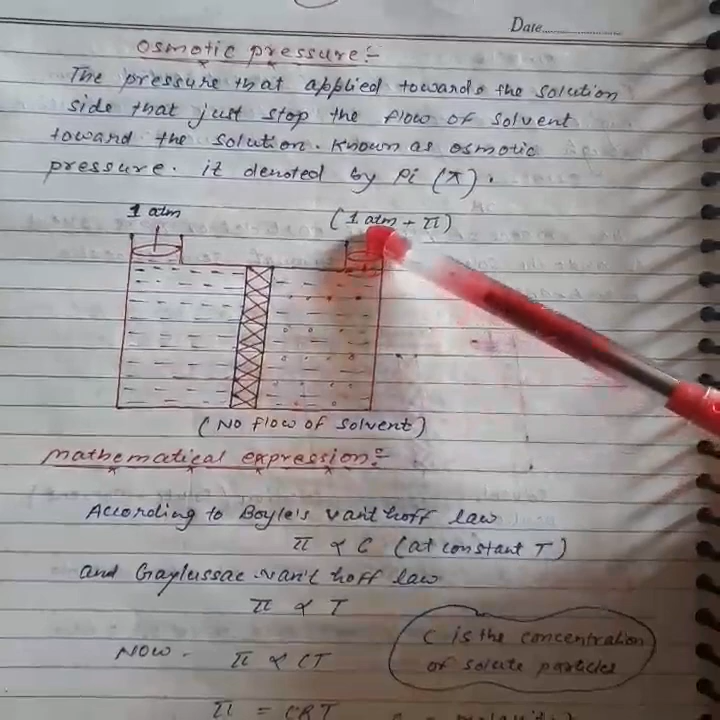 Date
Osmotic pressure:-
The pressure that applied towards the solution
side that just stop the flow of solvent
toward the solution. Known as osmotic
pressure. it denoted by Pi (π).
1 atm
(1 atm + π)
(No flow of solvent)
mathematical expression:-
According to Boyle's van't hoff law
π ∝ C (at constant T)
and Gaylussac van't hoff law
π ∝ T
C is the concentration
Now - π ∝ CT
of solute particles
π = CRT